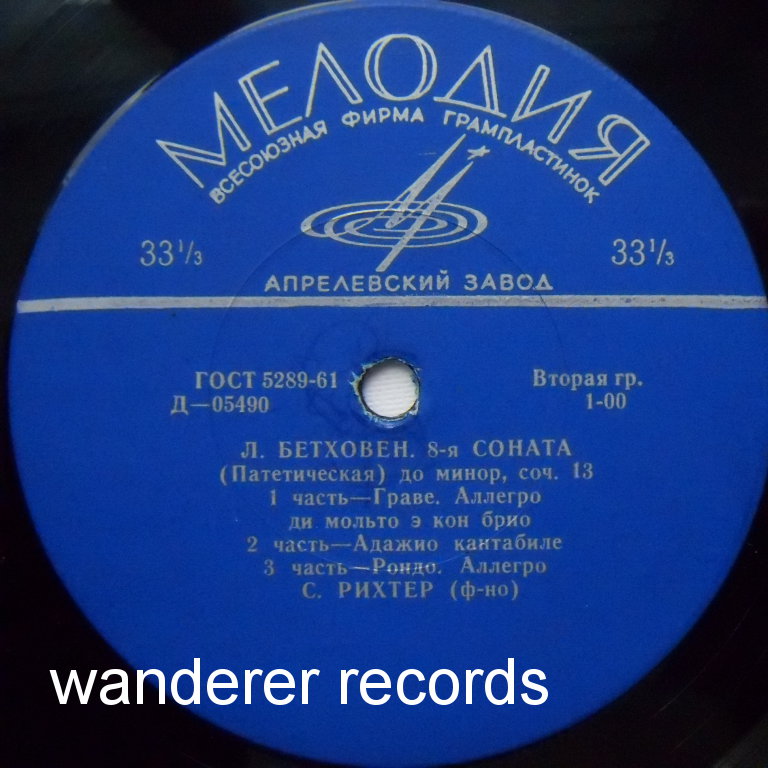 МЕЛОДИЯ
ВСЕСОЮЗНАЯ ФИРМА ГРАМПЛАСТИНОК
33⅓ 33⅓
АПРЕЛЕВСКИЙ ЗАВОД
ГОСТ 5289-61 Вторая гр.
Д—05490 1-00
Л. БЕТХОВЕН. 8-я СОНАТА
(Патетическая) до минор, соч. 13
1 часть—Граве. Аллегро
ди мольто э кон брио
2 часть—Адажио кантабиле
3 часть—Рондо. Аллегро
С. РИХТЕР (ф-но)
wanderer records